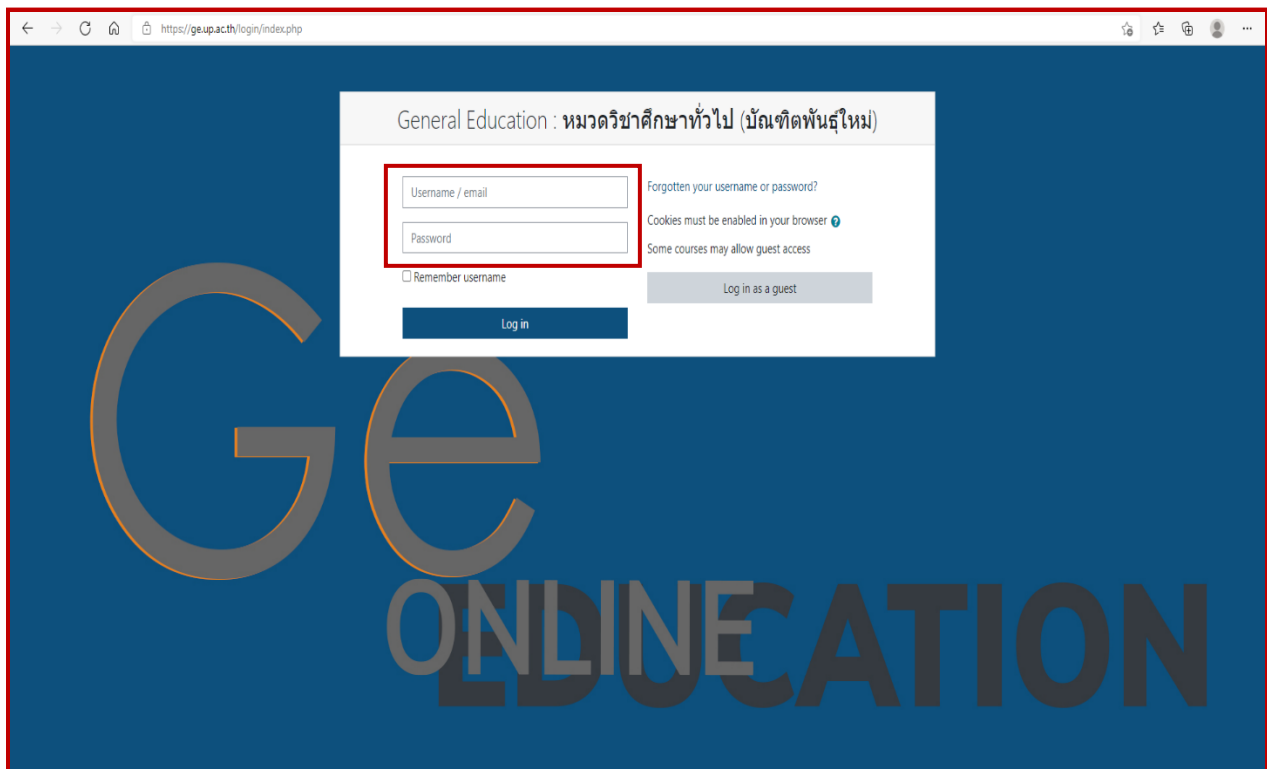 https://ge.up.ac.th/login/index.php
General Education : หมวดวิชาศึกษาทั่วไป (บัณฑิตพันธุ์ใหม่)
Username / email
Password
Remember username
Log in
Forgotten your username or password?
Cookies must be enabled in your browser
Some courses may allow guest access
Log in as a guest
Ge
ONLINE
EDUCATION